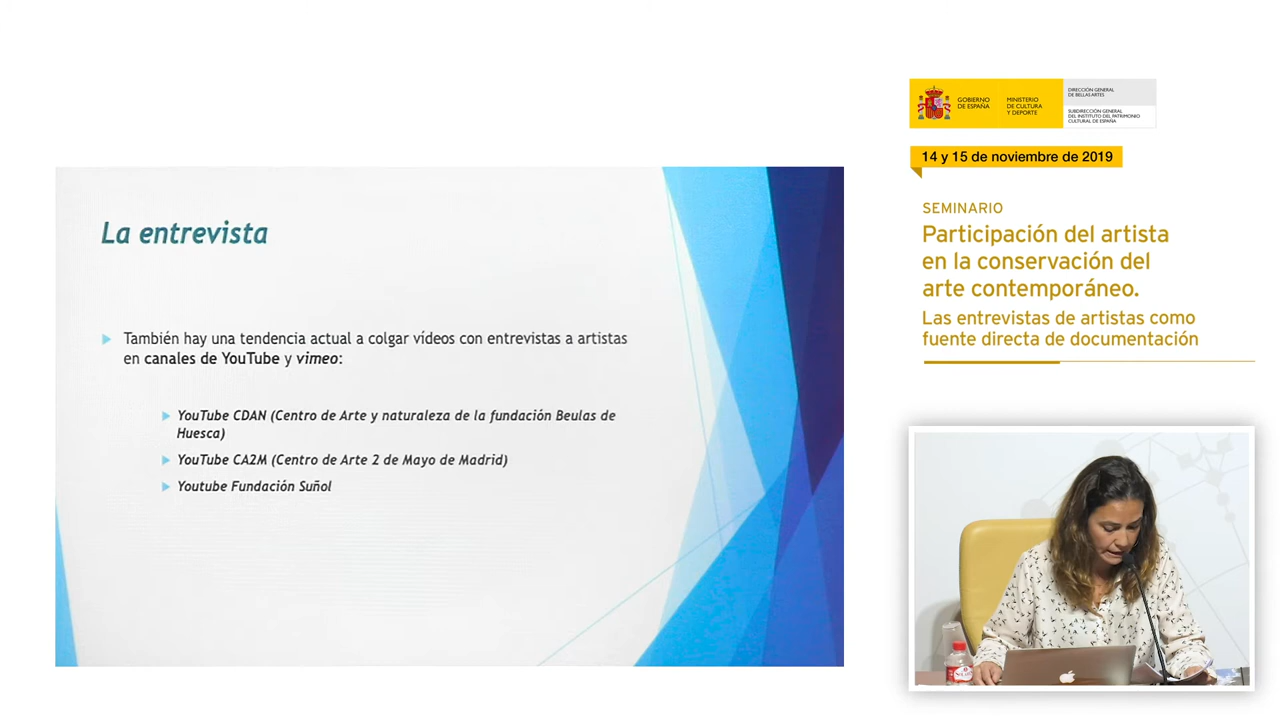 La entrevista
También hay una tendencia actual a colgar vídeos con entrevistas a artistas
en canales de YouTube y vimeo:
YouTube CDAN (Centro de Arte y naturaleza de la fundación Beulas de
Huesca)
YouTube CA2M (Centro de Arte 2 de Mayo de Madrid)
Youtube Fundación Suñol
GOBIERNO
DE ESPAÑA
MINISTERIO
DE CULTURA
Y DEPORTE
DIRECCIÓN GENERAL
DE BELLAS ARTES
SUBDIRECCIÓN GENERAL
DEL INSTITUTO DEL PATRIMONIO
CULTURAL DE ESPAÑA
14 y 15 de noviembre de 2019
SEMINARIO
Participación del artista
en la conservación del
arte contemporáneo.
Las entrevistas de artistas como
fuente directa de documentación